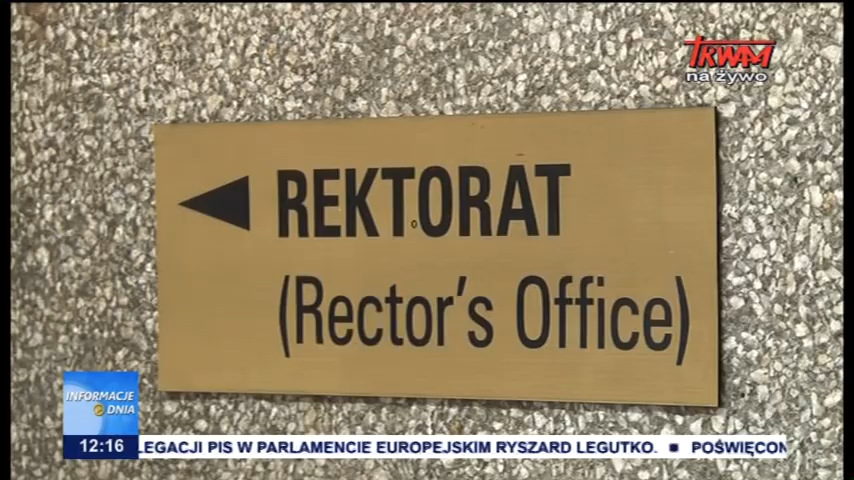 TRWAM
na żywo
REKTORAT
(Rector's Office)
INFORMACJE
DNIA
12:16
LEGACJI PIS W PARLAMENCIE EUROPEJSKIM RYSZARD LEGUTKO. ■ POŚWIĘCON